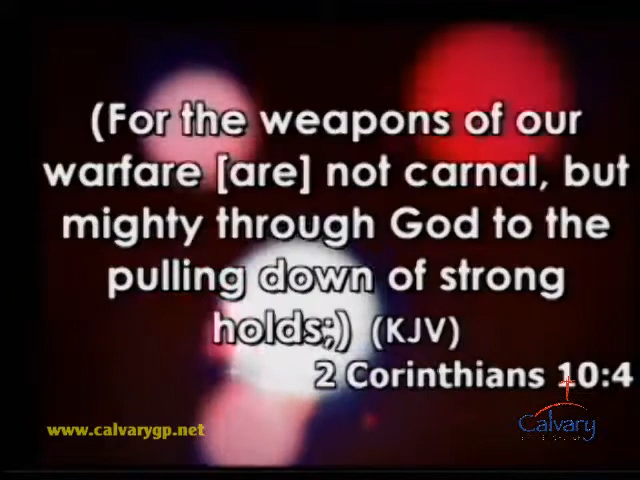 (For the weapons of our
warfare [are] not carnal, but
mighty through God to the
pulling down of strong
holds;) (KJV)
2 Corinthians 10:4
www.calvarygp.net
Calvary